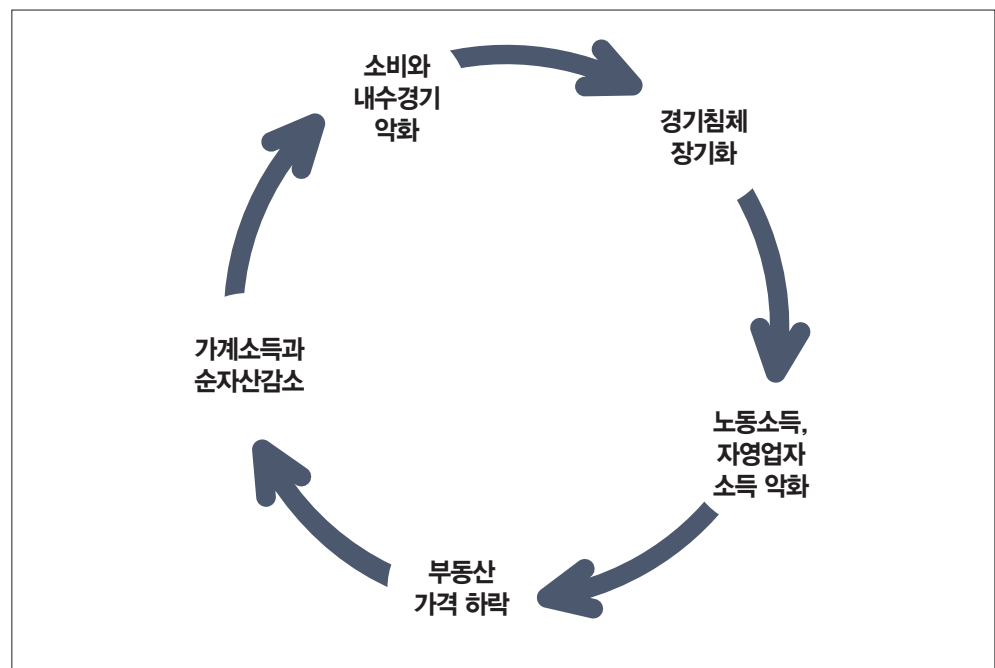 소비와
내수경기
악화
경기침체
장기화
노동소득,
자영업자
소득 악화
부동산
가격 하락
가계소득과
순자산감소